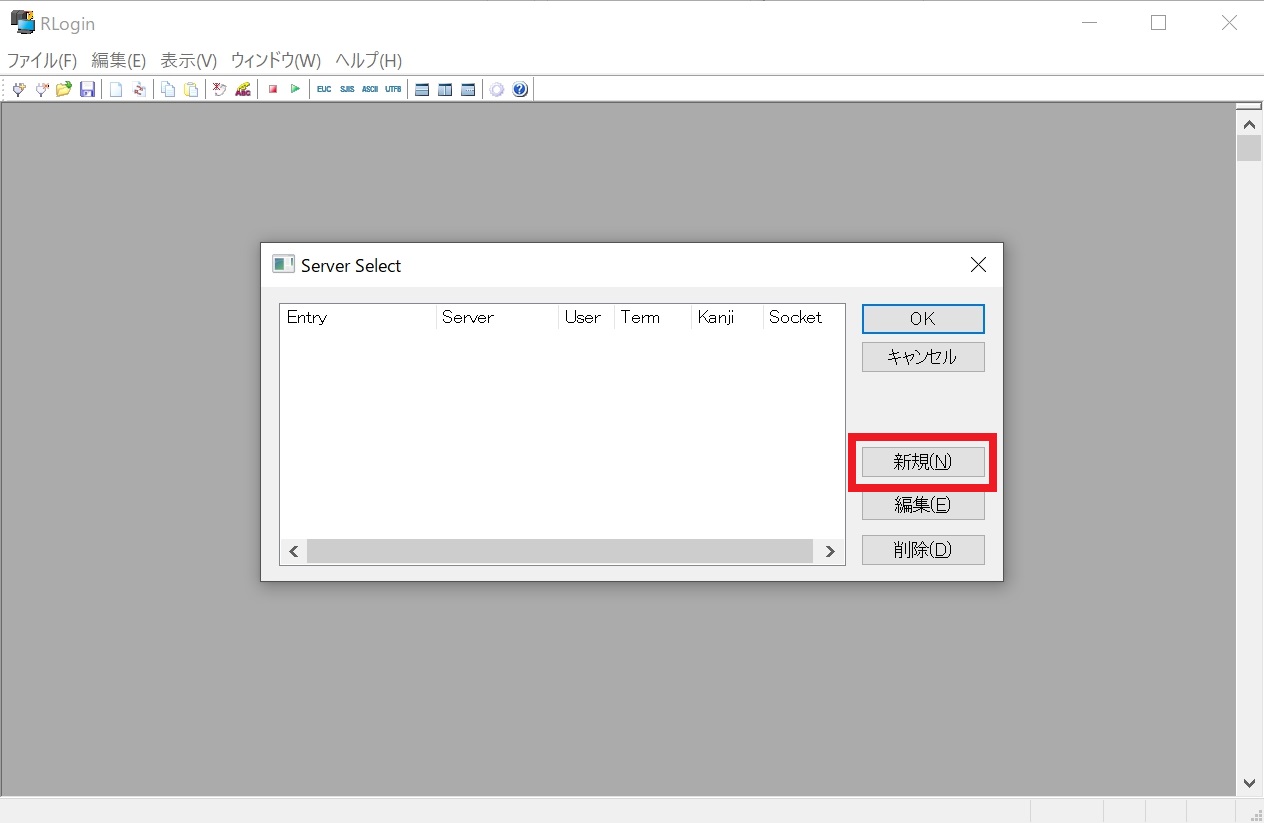 RLogin
ファイル(F) 編集(E) 表示(V) ウィンドウ(W) ヘルプ(H)
ABC EUC SJIS ASCII UTF8
Server Select
Entry Server User Term Kanji Socket
OK
キャンセル
新規(N)
編集(E)
削除(D)